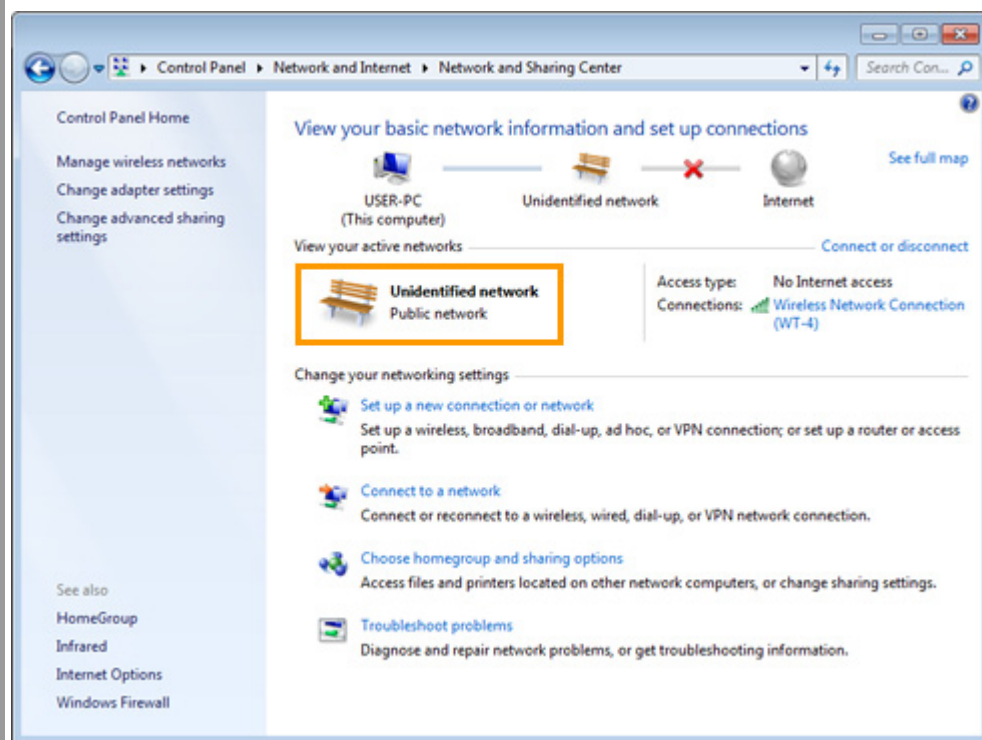 Control Panel ▸ Network and Internet ▸ Network and Sharing Center
Search Con...
Control Panel Home
Manage wireless networks
Change adapter settings
Change advanced sharing
settings
See also
HomeGroup
Infrared
Internet Options
Windows Firewall
View your basic network information and set up connections
See full map
USER-PC
(This computer)
Unidentified network
Internet
View your active networks
Connect or disconnect
Unidentified network
Public network
Access type: No Internet access
Connections: Wireless Network Connection
(WT-4)
Change your networking settings
Set up a new connection or network
Set up a wireless, broadband, dial-up, ad hoc, or VPN connection; or set up a router or access
point.
Connect to a network
Connect or reconnect to a wireless, wired, dial-up, or VPN network connection.
Choose homegroup and sharing options
Access files and printers located on other network computers, or change sharing settings.
Troubleshoot problems
Diagnose and repair network problems, or get troubleshooting information.